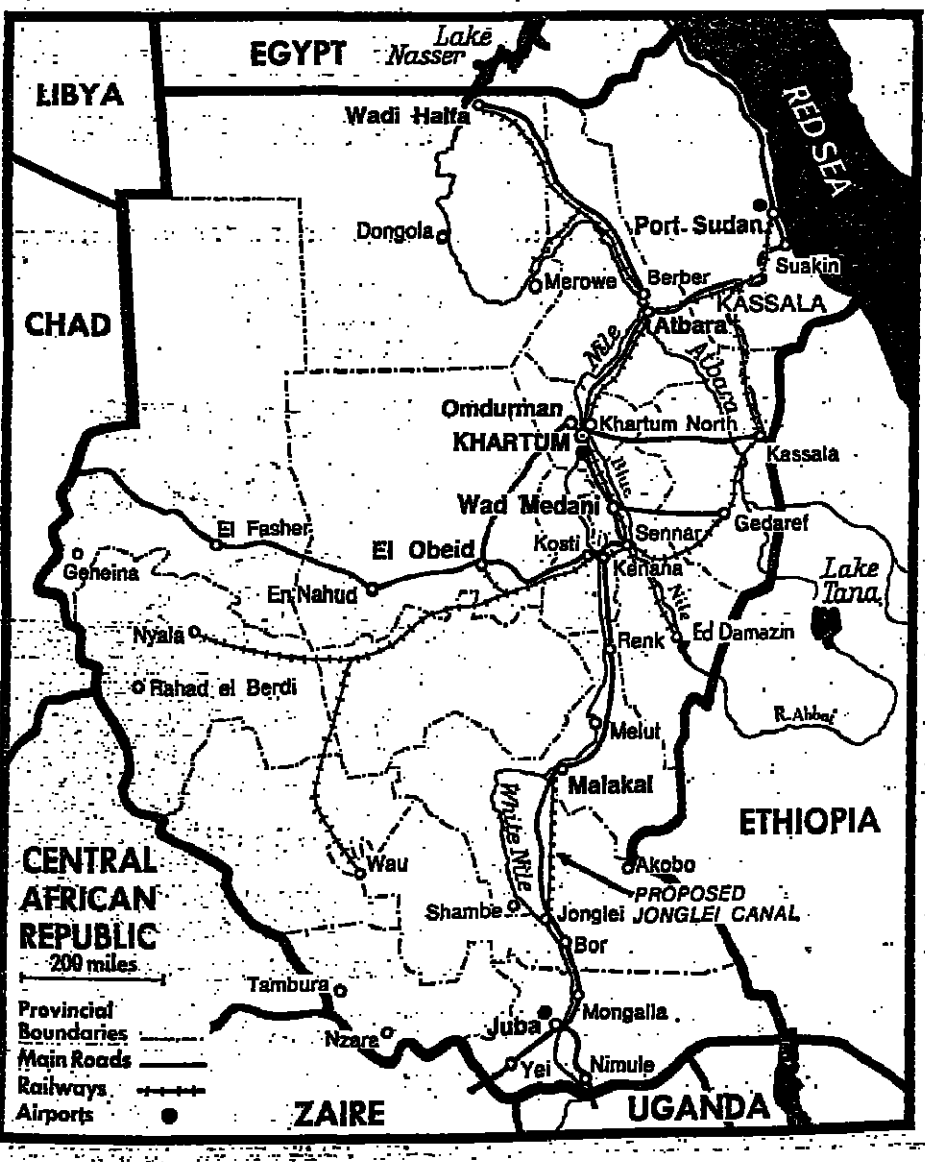 EGYPT
Lake
Nasser
LIBYA
Wadi Halfa
RED SEA
Dongola
Port Sudan
Suakin
Merowe
Berber
KASSALA
CHAD
Atbara
Nile
Atbara
Omdurman
Khartum North
KHARTUM
Kassala
Blue
Wad Medani
El Fasher
Sennar
Gedaref
El Obeid
Kosti
Kenana
Geneina
Lake
Tana
En Nahud
Nile
Nyala
Renk
Ed Damazin
Rahad el Berdi
R. Abbai
Melut
Malakal
White Nile
ETHIOPIA
CENTRAL
AFRICAN
REPUBLIC
Wau
Akobo
PROPOSED
JONGLEI CANAL
Shambe
Jonglei
Bor
200 miles
Tambura
Mongalla
Provincial
Boundaries
Juba
Nzara
Main Roads
Yei
Nimule
Railways
Airports
ZAIRE
UGANDA